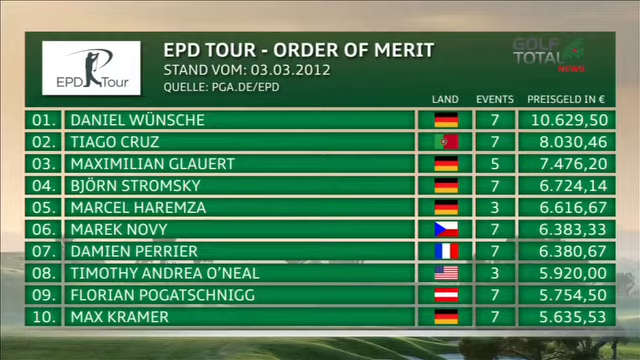 EPD Tour
EPD TOUR - ORDER OF MERIT
STAND VOM: 03.03.2012
QUELLE: PGA.DE/EPD
GOLF
TOTAL
NEWS
LAND EVENTS PREISGELD IN €
01. DANIEL WÜNSCHE 7 10.629,50
02. TIAGO CRUZ 7 8.030,46
03. MAXIMILIAN GLAUERT 5 7.476,20
04. BJÖRN STROMSKY 7 6.724,14
05. MARCEL HAREMZA 3 6.616,67
06. MAREK NOVY 7 6.383,33
07. DAMIEN PERRIER 7 6.380,67
08. TIMOTHY ANDREA O'NEAL 3 5.920,00
09. FLORIAN POGATSCHNIGG 7 5.754,50
10. MAX KRAMER 7 5.635,53